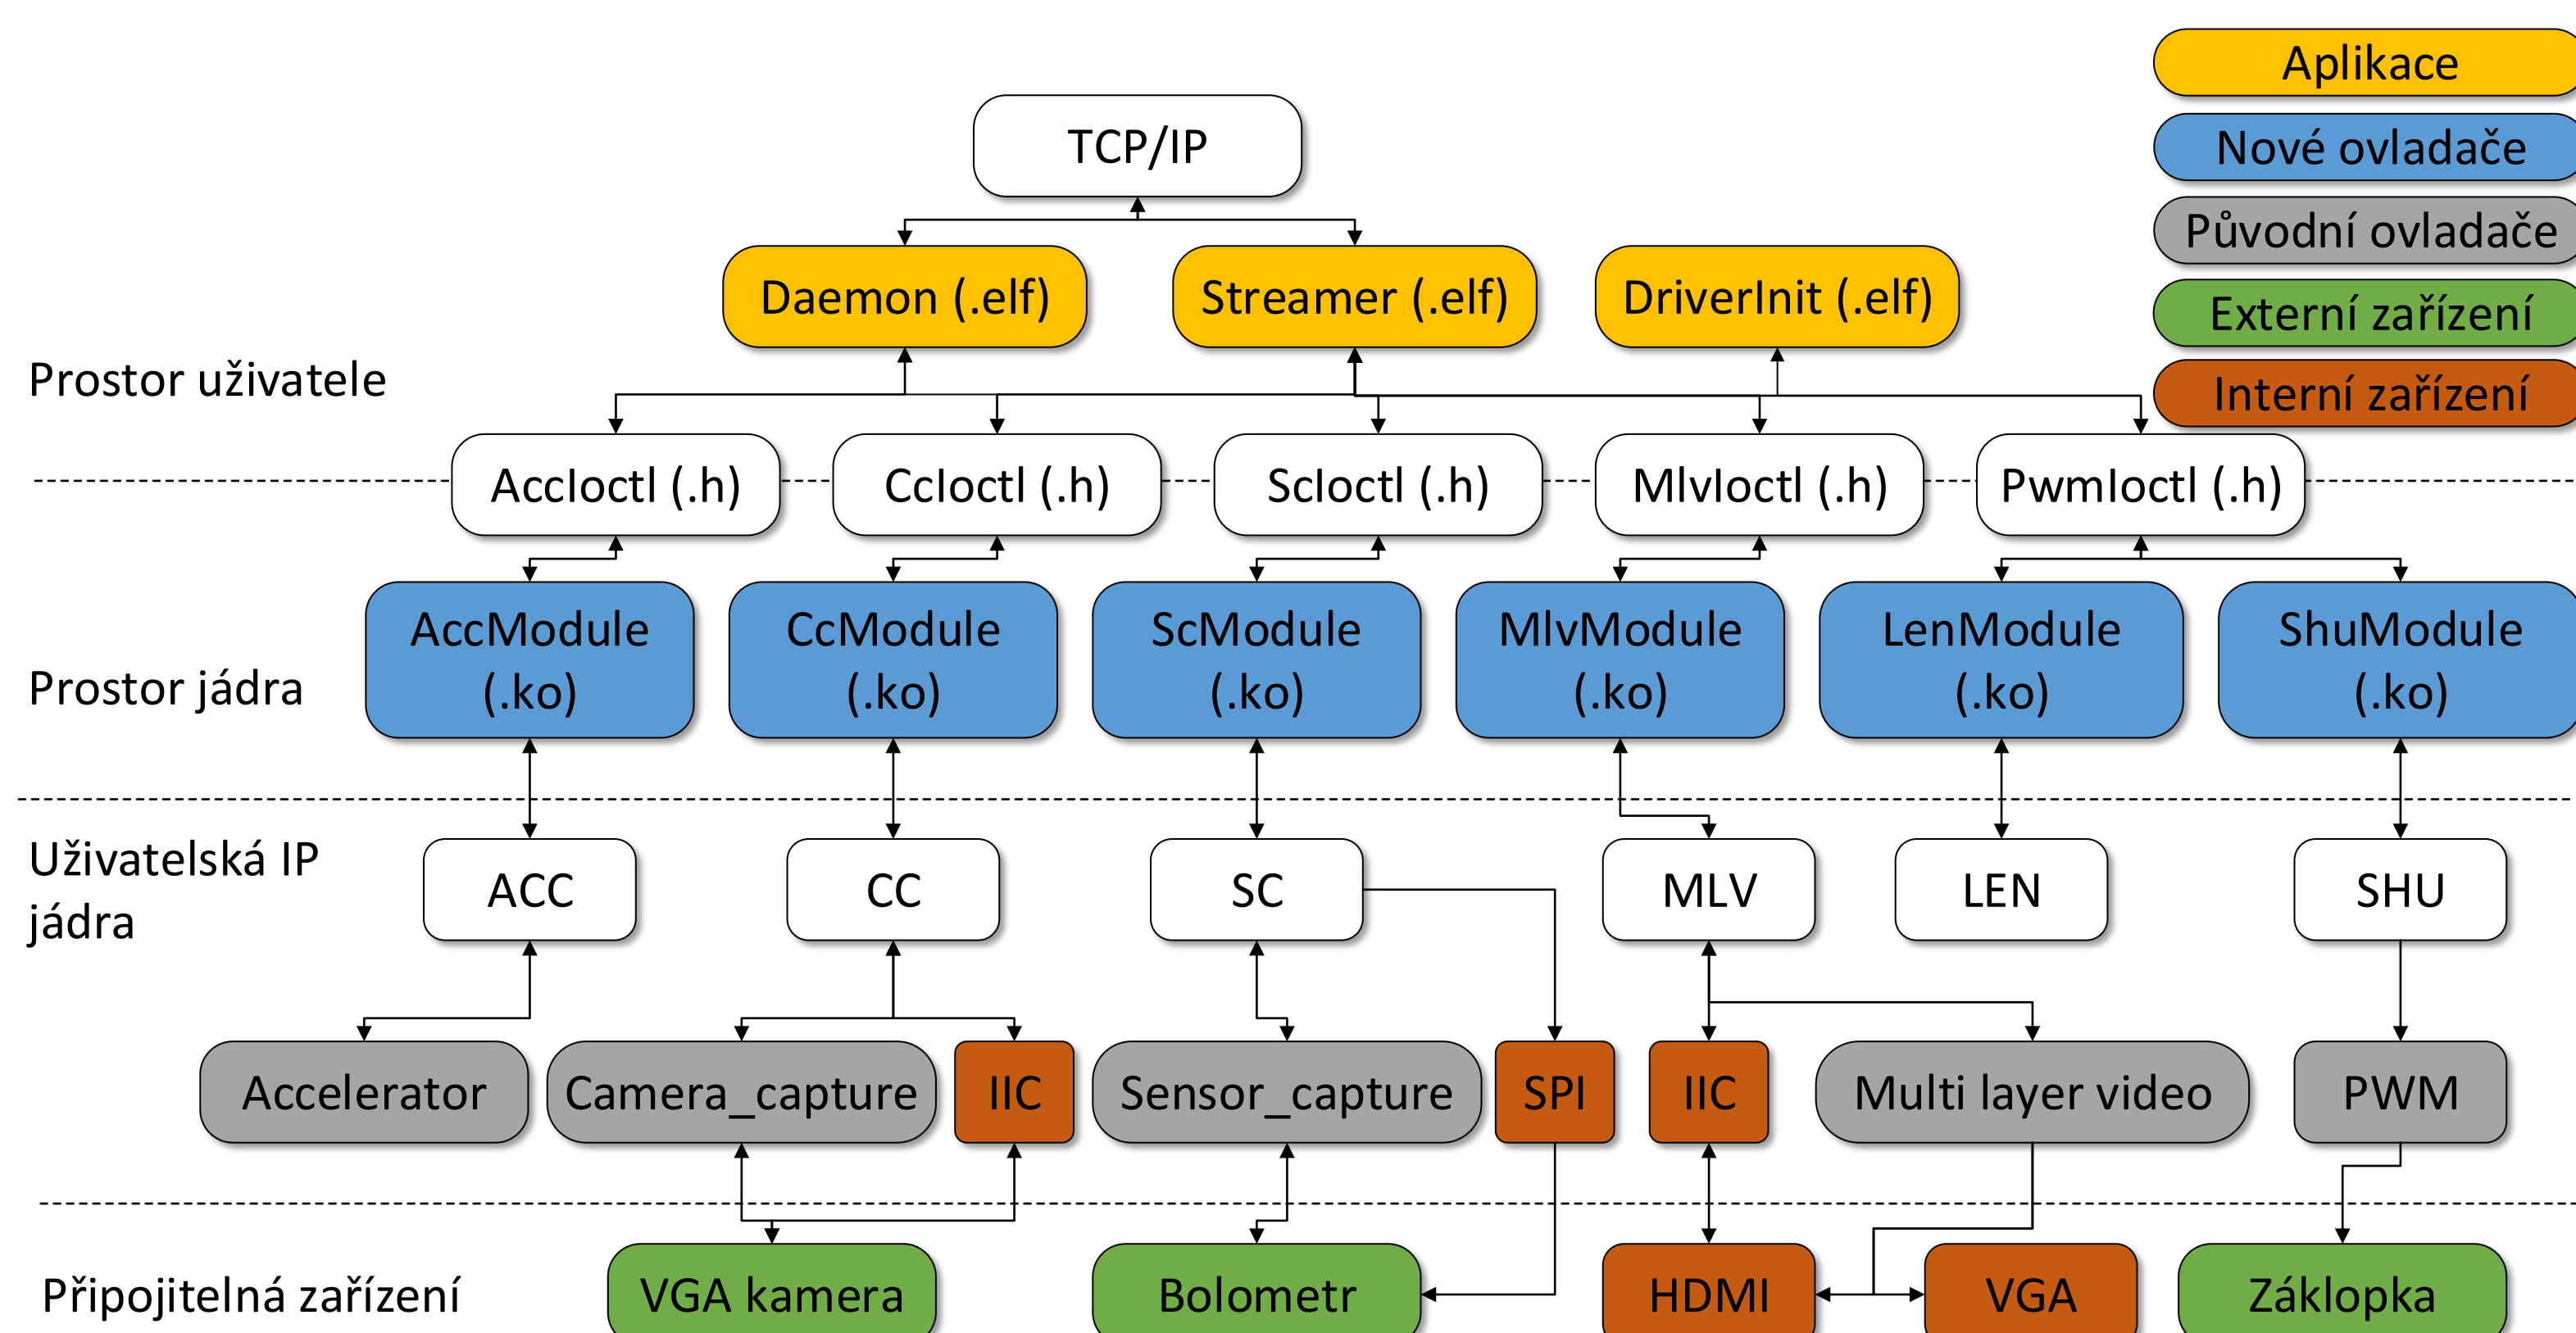 Aplikace
TCP/IP
Nové ovladače
Původní ovladače
Daemon (.elf)
Streamer (.elf)
DriverInit (.elf)
Externí zařízení
Prostor uživatele
Interní zařízení
AccIoctl (.h)
CcIoctl (.h)
ScIoctl (.h)
MlvIoctl (.h)
PwmIoctl (.h)
Prostor jádra
AccModule
(.ko)
CcModule
(.ko)
ScModule
(.ko)
MlvModule
(.ko)
LenModule
(.ko)
ShuModule
(.ko)
Uživatelská IP
jádra
ACC
CC
SC
MLV
LEN
SHU
Accelerator
Camera_capture
IIC
Sensor_capture
SPI
IIC
Multi layer video
PWM
Připojitelná zařízení
VGA kamera
Bolometr
HDMI
VGA
Záklopka